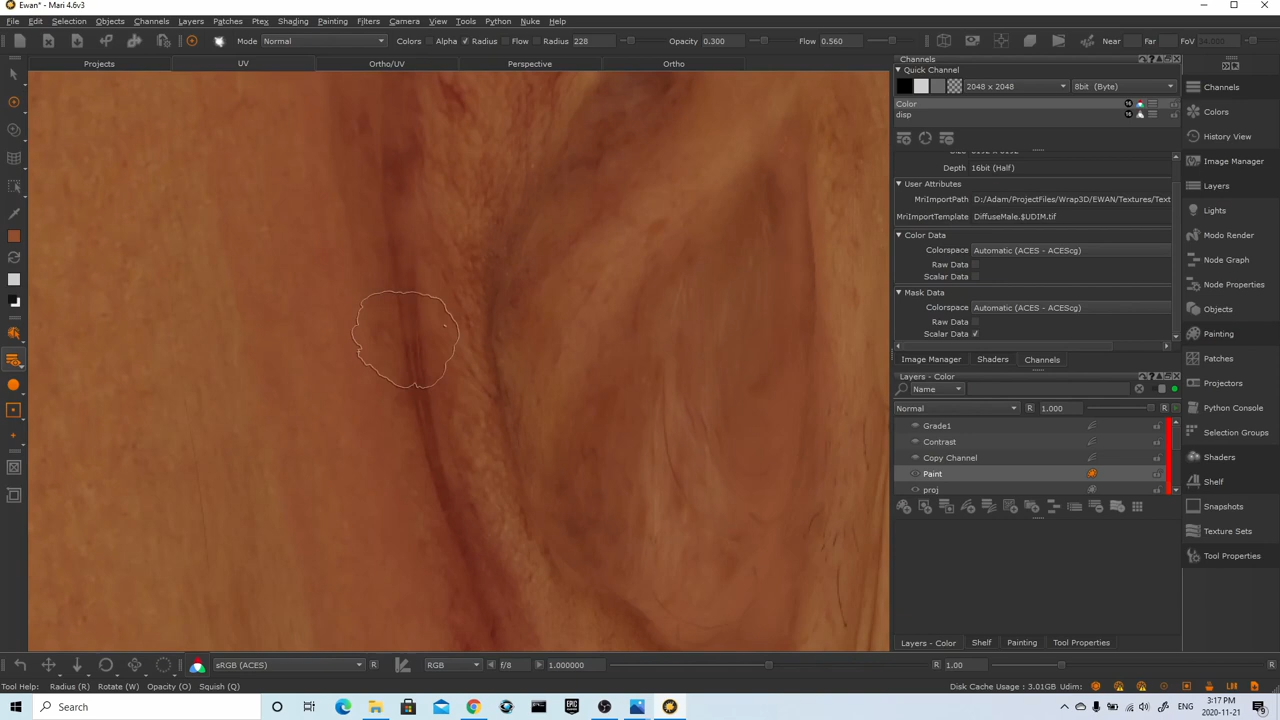 Ewan* - Mari 4.6v3
File Edit Selection Objects Channels Layers Patches Ptex Shading Painting Filters Camera View Tools Python Nuke Help
Mode Normal Colors Alpha Radius Flow Radius 228 Opacity 0.300 Flow 0.560 Near Far FoV 24.000
Projects UV Ortho/UV Perspective Ortho
Channels
Quick Channel
2048 x 2048 8bit (Byte)
Color 16
disp 16
Depth 16bit (Half)
User Attributes
MriImportPath D:/Adam/ProjectFiles/Wrap3D/EWAN/Textures/Text
MriImportTemplate DiffuseMale.$UDIM.tif
Color Data
Colorspace Automatic (ACES - ACEScg)
Raw Data
Scalar Data
Mask Data
Colorspace Automatic (ACES - ACEScg)
Raw Data
Scalar Data
Image Manager Shaders Channels
Layers - Color
Name
Normal R 1.000 R
Grade1
Contrast
Copy Channel
Paint
proj
Layers - Color Shelf Painting Tool Properties
Channels
Colors
History View
Image Manager
Layers
Lights
Modo Render
Node Graph
Node Properties
Objects
Painting
Patches
Projectors
Python Console
Selection Groups
Shaders
Shelf
Snapshots
Texture Sets
Tool Properties
sRGB (ACES) R RGB f/8 1.000000 R 1.00 R
Tool Help: Radius (R) Rotate (W) Opacity (O) Squish (Q) Disk Cache Usage : 3.01GB Udim:
Search
ENG 3:17 PM
2020-11-21